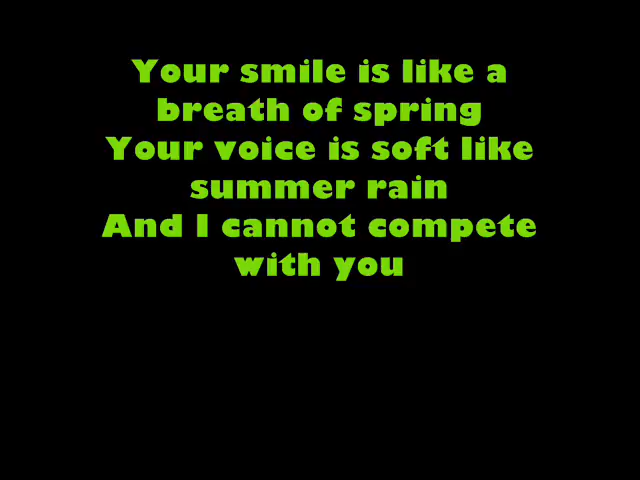 Your smile is like a
breath of spring
Your voice is soft like
summer rain
And I cannot compete
with you